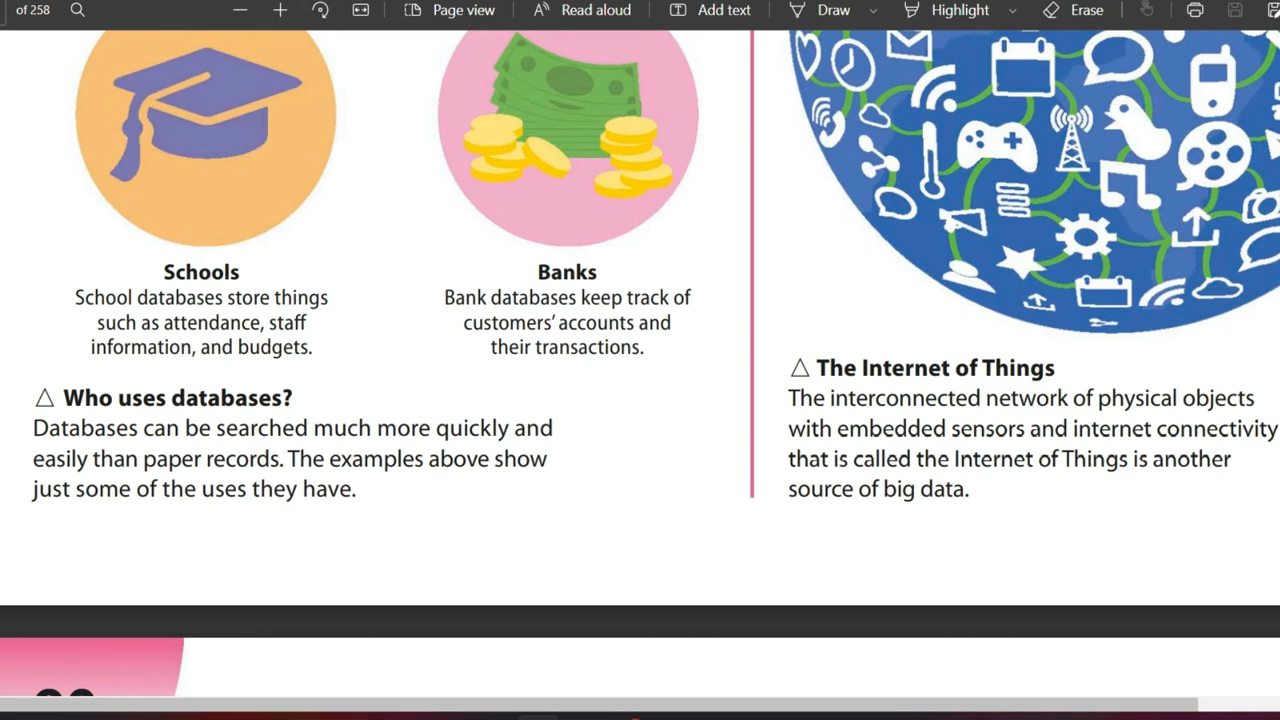 of 258
Page view
Read aloud
Add text
Draw
Highlight
Erase
Schools
School databases store things
such as attendance, staff
information, and budgets.
Banks
Bank databases keep track of
customers’ accounts and
their transactions.
△ Who uses databases?
Databases can be searched much more quickly and
easily than paper records. The examples above show
just some of the uses they have.
△ The Internet of Things
The interconnected network of physical objects
with embedded sensors and internet connectivity
that is called the Internet of Things is another
source of big data.